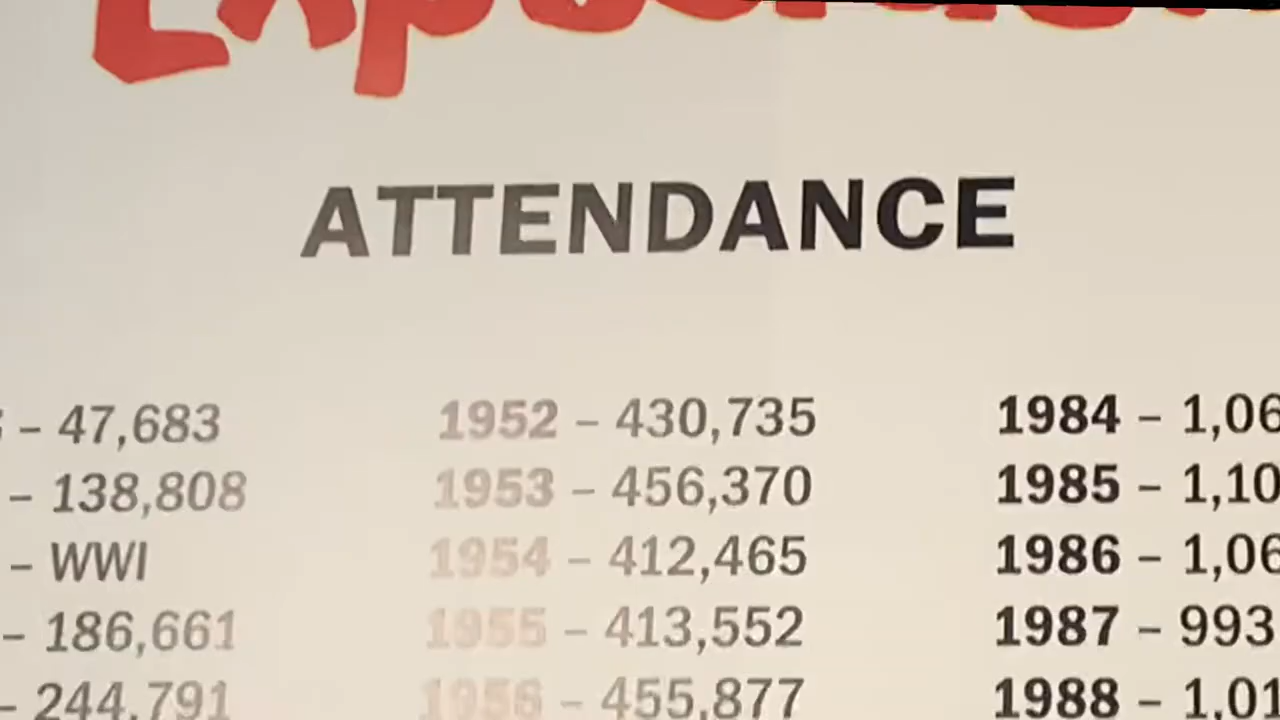 ATTENDANCE
– 47,683
– 138,808
– WWI
– 186,661
– 244,791
1952 – 430,735
1953 – 456,370
1954 – 412,465
1955 – 413,552
1956 – 455,877
1984 – 1,06
1985 – 1,10
1986 – 1,06
1987 – 993
1988 – 1,01